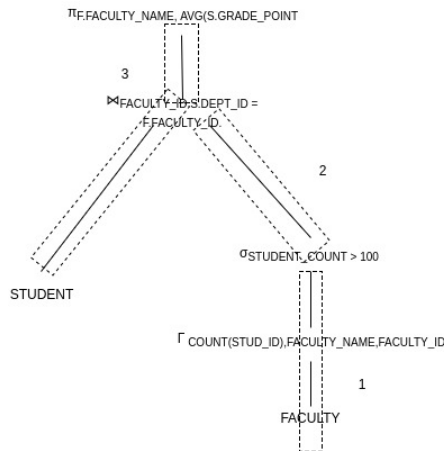 πF.FACULTY_NAME, AVG(S.GRADE_POINT
3
⋈FACULTY_ID,S.DEPT_ID =
F.FACULTY_ID.
2
σSTUDENT_COUNT > 100
STUDENT
Γ COUNT(STUD_ID),FACULTY_NAME,FACULTY_ID
1
FACULTY